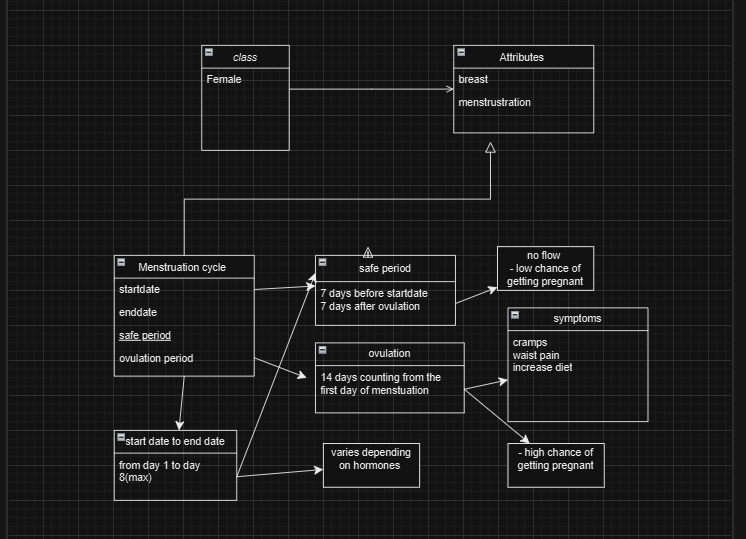 class
Female
Attributes
breast
menstrustration
Menstruation cycle
startdate
enddate
safe period
ovulation period
safe period
7 days before startdate
7 days after ovulation
no flow
- low chance of
getting pregnant
symptoms
cramps
waist pain
increase diet
ovulation
14 days counting from the
first day of menstuation
start date to end date
from day 1 to day
8(max)
varies depending
on hormones
- high chance of
getting pregnant